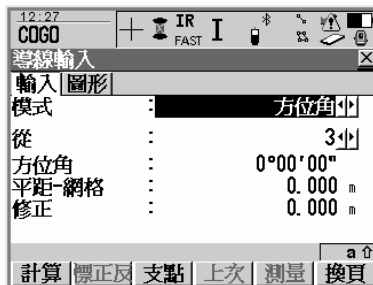 12:27 IR
COGO FAST I
導線輸入
輸入 圖形
模式 : 方位角
從 : 3
方位角 : 0°00'00"
平距-網格 : 0.000 m
修正 : 0.000 m
a
計算 標正反 支點 上次 測量 換頁